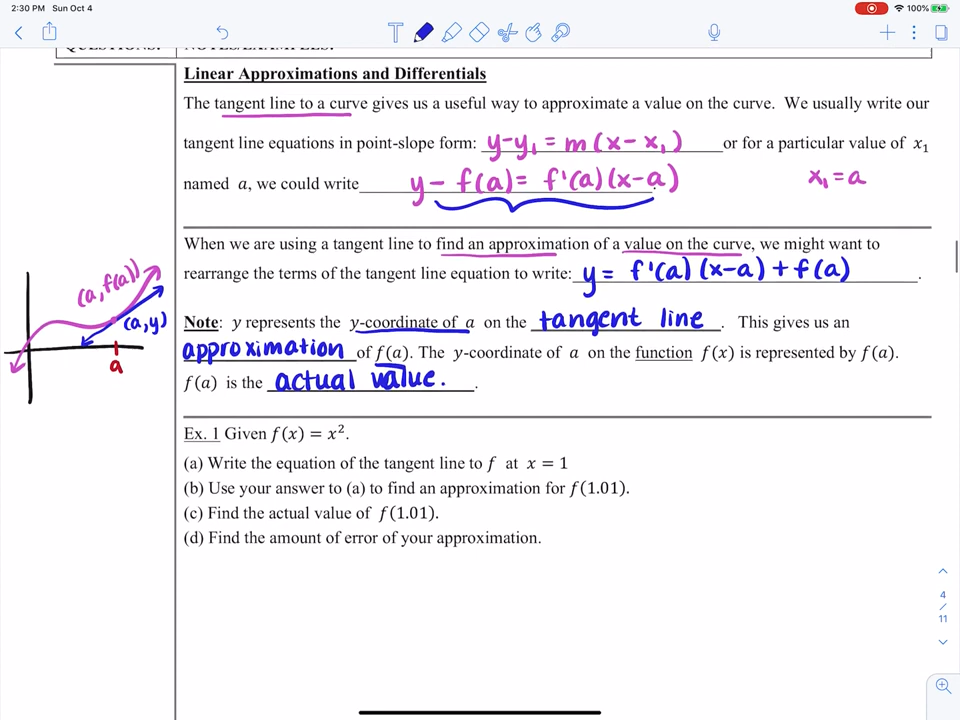 2:30 PM Sun Oct 4
100%
T
QUESTIONS: NOTES/EXAMPLES:
Linear Approximations and Differentials
The tangent line to a curve gives us a useful way to approximate a value on the curve. We usually write our
tangent line equations in point-slope form: y-y₁ = m(x-x₁) or for a particular value of x₁
named a, we could write y - f(a) = f'(a)(x-a). x₁ = a
When we are using a tangent line to find an approximation of a value on the curve, we might want to
rearrange the terms of the tangent line equation to write: y = f'(a)(x-a) + f(a).
(a, f(a))
(a, y)
a
Note: y represents the y-coordinate of a on the tangent line. This gives us an
approximation of f(a). The y-coordinate of a on the function f(x) is represented by f(a).
f(a) is the actual value.
Ex. 1 Given f(x) = x².
(a) Write the equation of the tangent line to f at x = 1
(b) Use your answer to (a) to find an approximation for f(1.01).
(c) Find the actual value of f(1.01).
(d) Find the amount of error of your approximation.
4
/
11